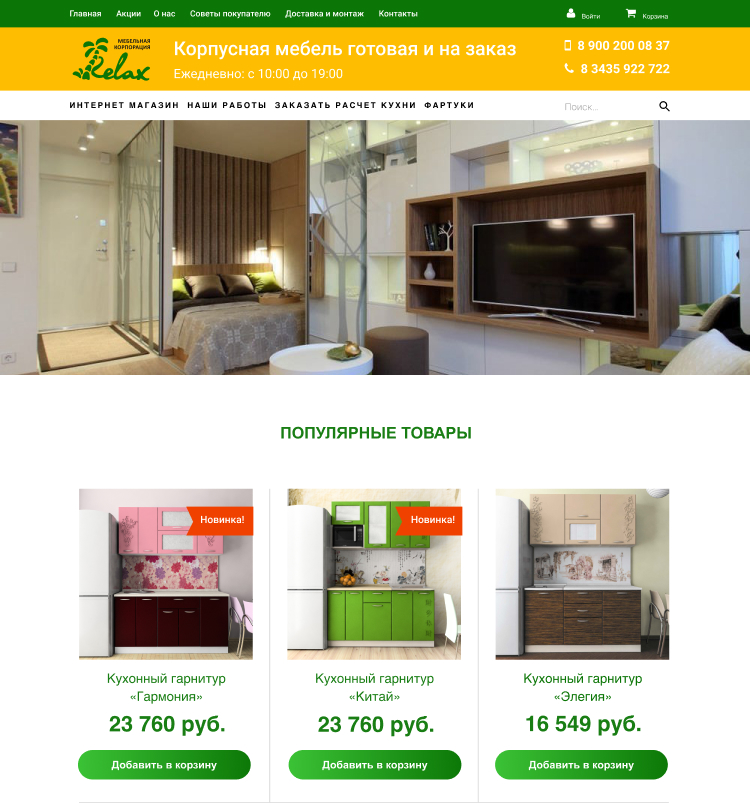 Главная Акции О нас Советы покупателю Доставка и монтаж Контакты Войти Корзина
МЕБЕЛЬНАЯ
КОРПОРАЦИЯ
Relax
Корпусная мебель готовая и на заказ
Ежедневно: с 10:00 до 19:00
8 900 200 08 37
8 3435 922 722
ИНТЕРНЕТ МАГАЗИН НАШИ РАБОТЫ ЗАКАЗАТЬ РАСЧЕТ КУХНИ ФАРТУКИ Поиск...
ПОПУЛЯРНЫЕ ТОВАРЫ
Новинка!
Кухонный гарнитур
«Гармония»
23 760 руб.
Добавить в корзину
Новинка!
Кухонный гарнитур
«Китай»
23 760 руб.
Добавить в корзину
Кухонный гарнитур
«Элегия»
16 549 руб.
Добавить в корзину